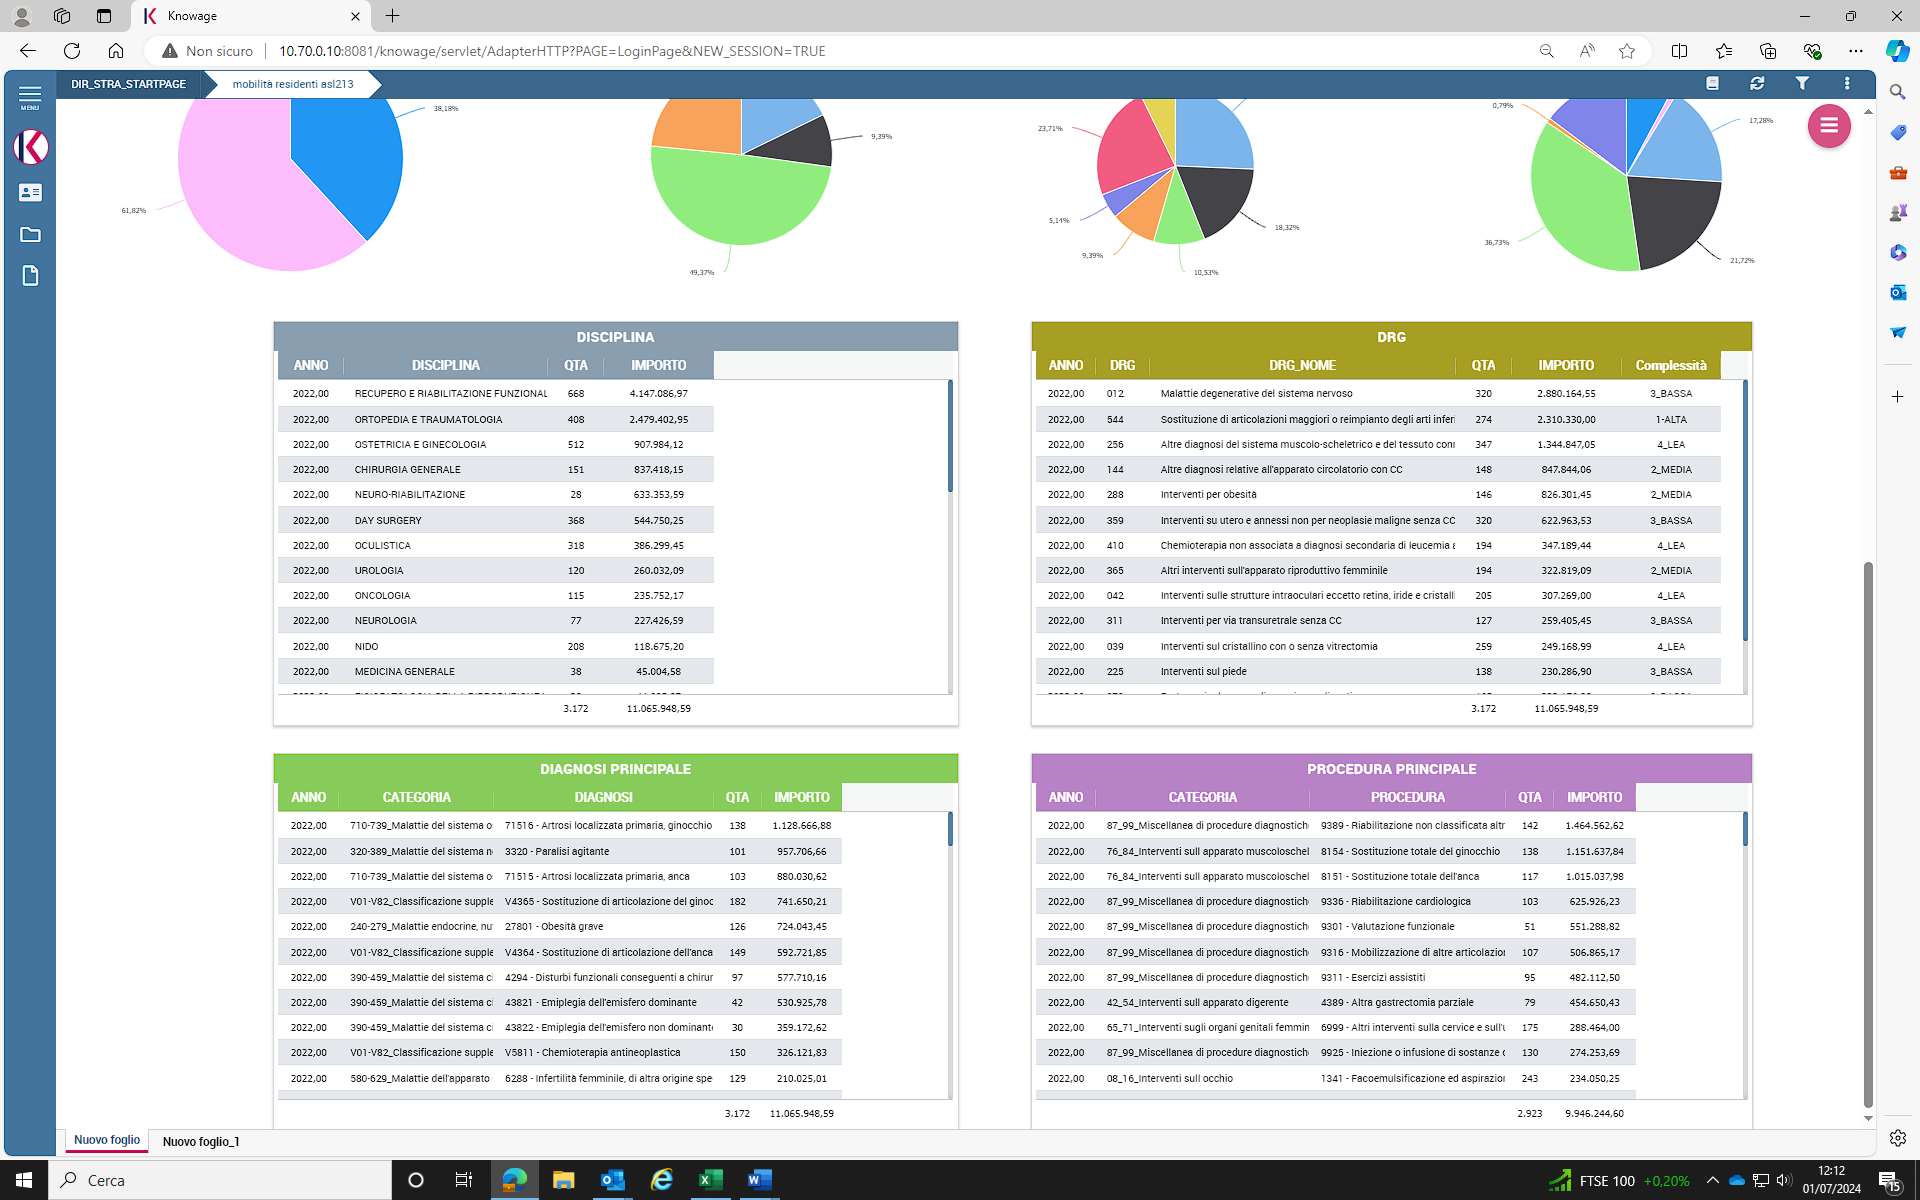 Knowage
Non sicuro
10.70.0.10:8081/knowage/servlet/AdapterHTTP?PAGE=LoginPage&NEW_SESSION=TRUE
MENU
DIR_STRA_STARTPAGE
mobilità residenti asl213
38,18%
61,82%
9,39%
49,37%
23,71%
5,14%
9,39%
10,53%
18,32%
0,79%
17,28%
36,73%
21,72%
DISCIPLINA
ANNO DISCIPLINA QTA IMPORTO
2022,00 RECUPERO E RIABILITAZIONE FUNZIONAL 668 4.147.086,97
2022,00 ORTOPEDIA E TRAUMATOLOGIA 408 2.479.402,95
2022,00 OSTETRICIA E GINECOLOGIA 512 907.984,12
2022,00 CHIRURGIA GENERALE 151 837.418,15
2022,00 NEURO-RIABILITAZIONE 28 633.353,59
2022,00 DAY SURGERY 368 544.750,25
2022,00 OCULISTICA 318 386.299,45
2022,00 UROLOGIA 120 260.032,09
2022,00 ONCOLOGIA 115 235.752,17
2022,00 NEUROLOGIA 77 227.426,59
2022,00 NIDO 208 118.675,20
2022,00 MEDICINA GENERALE 38 45.004,58
3.172 11.065.948,59
DRG
ANNO DRG DRG_NOME QTA IMPORTO Complessità
2022,00 012 Malattie degenerative del sistema nervoso 320 2.880.164,55 3_BASSA
2022,00 544 Sostituzione di articolazioni maggiori o reimpianto degli arti inferi 274 2.310.330,00 1-ALTA
2022,00 256 Altre diagnosi del sistema muscolo-scheletrico e del tessuto conn 347 1.344.847,05 4_LEA
2022,00 144 Altre diagnosi relative all'apparato circolatorio con CC 148 847.844,06 2_MEDIA
2022,00 288 Interventi per obesità 146 826.301,45 2_MEDIA
2022,00 359 Interventi su utero e annessi non per neoplasie maligne senza CC 320 622.963,53 3_BASSA
2022,00 410 Chemioterapia non associata a diagnosi secondaria di leucemia a 194 347.189,44 4_LEA
2022,00 365 Altri interventi sull'apparato riproduttivo femminile 194 322.819,09 2_MEDIA
2022,00 042 Interventi sulle strutture intraoculari eccetto retina, iride e cristalli 205 307.269,00 4_LEA
2022,00 311 Interventi per via transuretrale senza CC 127 259.405,45 3_BASSA
2022,00 039 Interventi sul cristallino con o senza vitrectomia 259 249.168,99 4_LEA
2022,00 225 Interventi sul piede 138 230.286,90 3_BASSA
3.172 11.065.948,59
DIAGNOSI PRINCIPALE
ANNO CATEGORIA DIAGNOSI QTA IMPORTO
2022,00 710-739_Malattie del sistema o 71516 - Artrosi localizzata primaria, ginocchio 138 1.128.666,88
2022,00 320-389_Malattie del sistema n 3320 - Paralisi agitante 101 957.706,66
2022,00 710-739_Malattie del sistema o 71515 - Artrosi localizzata primaria, anca 103 880.030,62
2022,00 V01-V82_Classificazione supple V4365 - Sostituzione di articolazione del ginoc 182 741.650,21
2022,00 240-279_Malattie endocrine, nu 27801 - Obesità grave 126 724.043,45
2022,00 V01-V82_Classificazione supple V4364 - Sostituzione di articolazione dell'anca 149 592.721,85
2022,00 390-459_Malattie del sistema ci 4294 - Disturbi funzionali conseguenti a chirur 97 577.710,16
2022,00 390-459_Malattie del sistema ci 43821 - Emiplegia dell'emisfero dominante 42 530.925,78
2022,00 390-459_Malattie del sistema ci 43822 - Emiplegia dell'emisfero non dominant 30 359.172,62
2022,00 V01-V82_Classificazione supple V5811 - Chemioterapia antineoplastica 150 326.121,83
2022,00 580-629_Malattie dell'apparato 6288 - Infertilità femminile, di altra origine spe 129 210.025,01
3.172 11.065.948,59
PROCEDURA PRINCIPALE
ANNO CATEGORIA PROCEDURA QTA IMPORTO
2022,00 87_99_Miscellanea di procedure diagnostich 9389 - Riabilitazione non classificata altr 142 1.464.562,62
2022,00 76_84_Interventi sull apparato muscoloschel 8154 - Sostituzione totale del ginocchio 138 1.151.637,84
2022,00 76_84_Interventi sull apparato muscoloschel 8151 - Sostituzione totale dell'anca 117 1.015.037,98
2022,00 87_99_Miscellanea di procedure diagnostich 9336 - Riabilitazione cardiologica 103 625.926,23
2022,00 87_99_Miscellanea di procedure diagnostich 9301 - Valutazione funzionale 51 551.288,82
2022,00 87_99_Miscellanea di procedure diagnostich 9316 - Mobilizzazione di altre articolazior 107 506.865,17
2022,00 87_99_Miscellanea di procedure diagnostich 9311 - Esercizi assistiti 95 482.112,50
2022,00 42_54_Interventi sull apparato digerente 4389 - Altra gastrectomia parziale 79 454.650,43
2022,00 65_71_Interventi sugli organi genitali femmin 6999 - Altri interventi sulla cervice e sull'u 175 288.464,00
2022,00 87_99_Miscellanea di procedure diagnostich 9925 - Iniezione o infusione di sostanze c 130 274.253,69
2022,00 08_16_Interventi sull occhio 1341 - Facoemulsificazione ed aspirazior 243 234.050,25
2.923 9.946.244,60
Nuovo foglio Nuovo foglio_1
Cerca
FTSE 100 +0,20%
12:12
01/07/2024
15